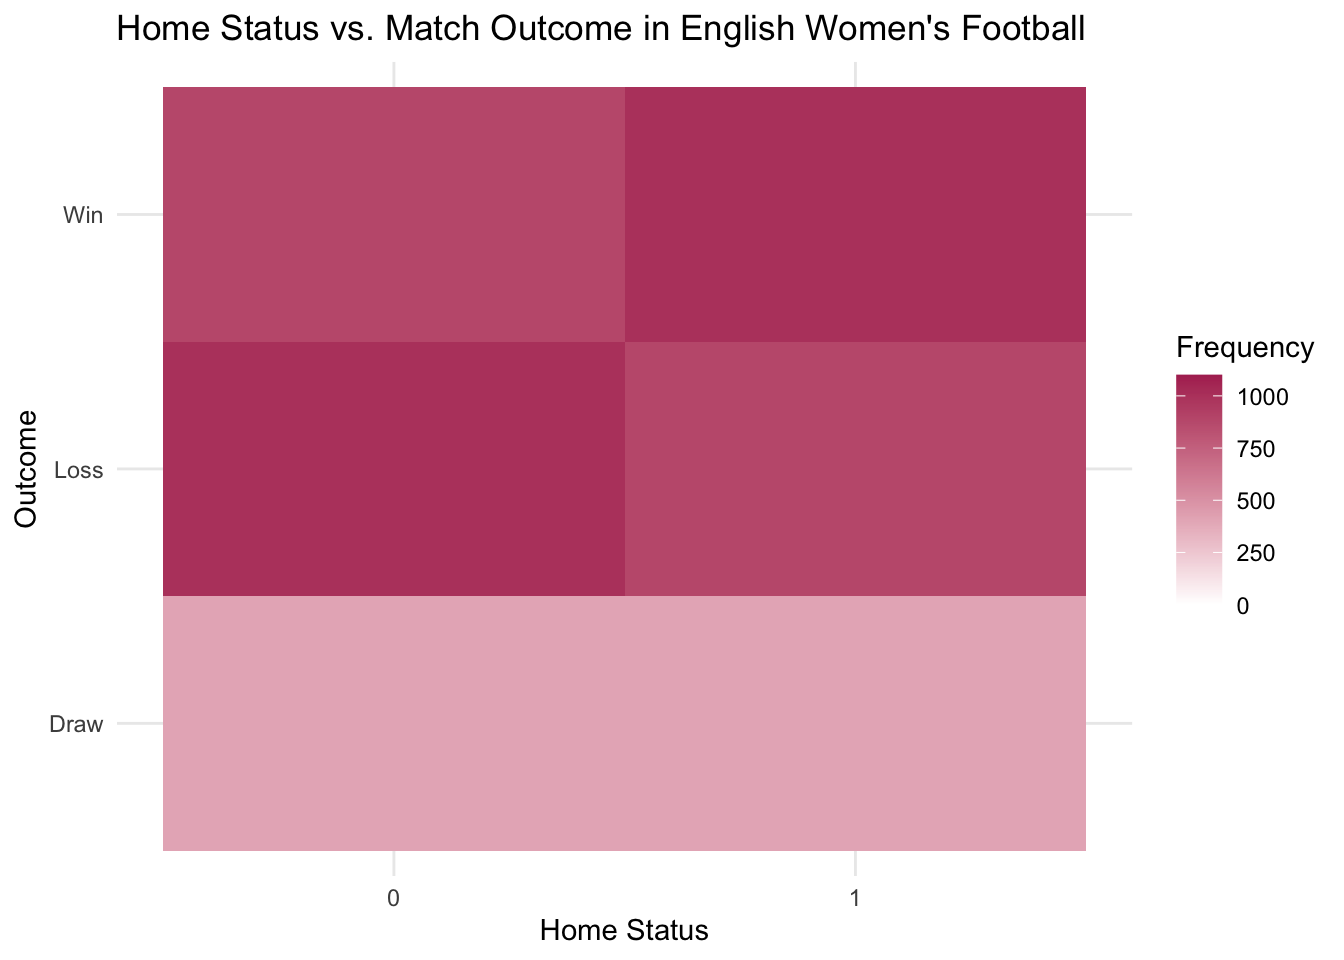 Home Status vs. Match Outcome in English Women's Football
Win
Loss
Draw
Outcome
0
1
Home Status
Frequency
1000
750
500
250
0